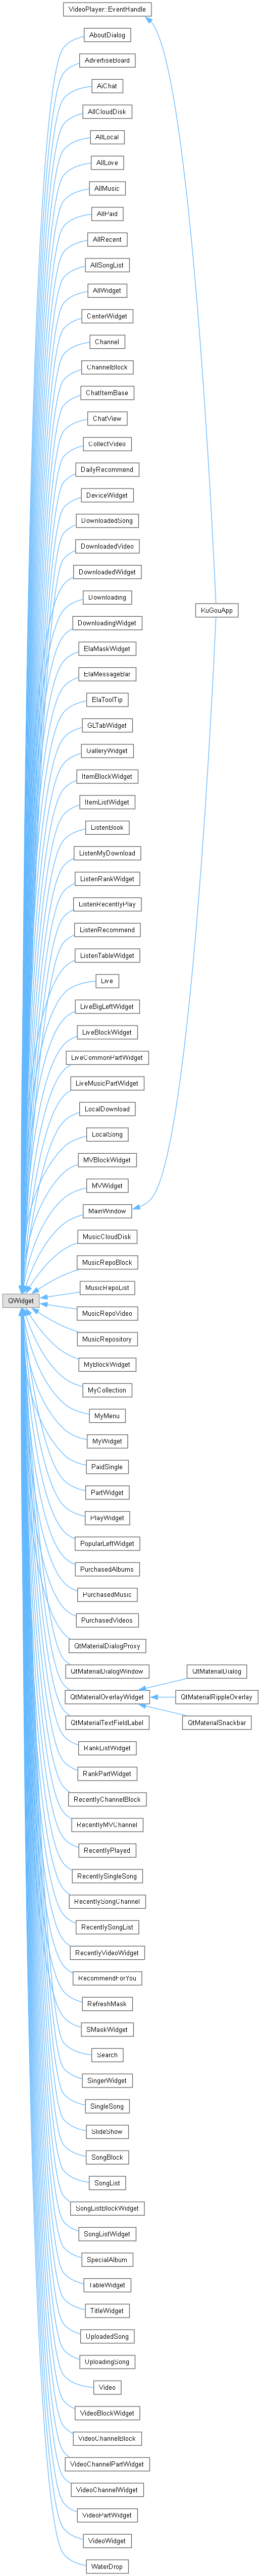 VideoPlayer::EventHandle
AboutDialog
AdvertiseBoard
AiChat
AllCloudDisk
AllLocal
AllLove
AllMusic
AllPaid
AllRecent
AllSongList
AllWidget
CenterWidget
Channel
ChannelBlock
ChatItemBase
ChatView
CollectVideo
DailyRecommend
DeviceWidget
DownloadedSong
DownloadedVideo
DownloadedWidget
Downloading
DownloadingWidget
KuGouApp
ElaMaskWidget
ElaMessageBar
ElaToolTip
GLTabWidget
GalleryWidget
ItemBlockWidget
ItemListWidget
ListenBook
ListenMyDownload
ListenRankWidget
ListenRecentlyPlay
ListenRecommend
ListenTableWidget
Live
LiveBigLeftWidget
LiveBlockWidget
LiveCommonPartWidget
LiveMusicPartWidget
LocalDownload
LocalSong
MVBlockWidget
MVWidget
MainWindow
MusicCloudDisk
MusicRepoBlock
MusicRepoList
QWidget
MusicRepoVideo
MusicRepository
MyBlockWidget
MyCollection
MyMenu
MyWidget
PaidSingle
PartWidget
PlayWidget
PopularLeftWidget
PurchasedAlbums
PurchasedMusic
PurchasedVideos
QtMaterialDialogProxy
QtMaterialDialogWindow
QtMaterialDialog
QtMaterialOverlayWidget
QtMaterialRippleOverlay
QtMaterialTextFieldLabel
QtMaterialSnackbar
RankListWidget
RankPartWidget
RecentlyChannelBlock
RecentlyMVChannel
RecentlyPlayed
RecentlySingleSong
RecentlySongChannel
RecentlySongList
RecentlyVideoWidget
RecommendForYou
RefreshMask
SMaskWidget
Search
SingerWidget
SingleSong
SlideShow
SongBlock
SongList
SongListBlockWidget
SongListWidget
SpecialAlbum
TableWidget
TitleWidget
UploadedSong
UploadingSong
Video
VideoBlockWidget
VideoChannelBlock
VideoChannelPartWidget
VideoChannelWidget
VideoPartWidget
VideoWidget
WaterDrop